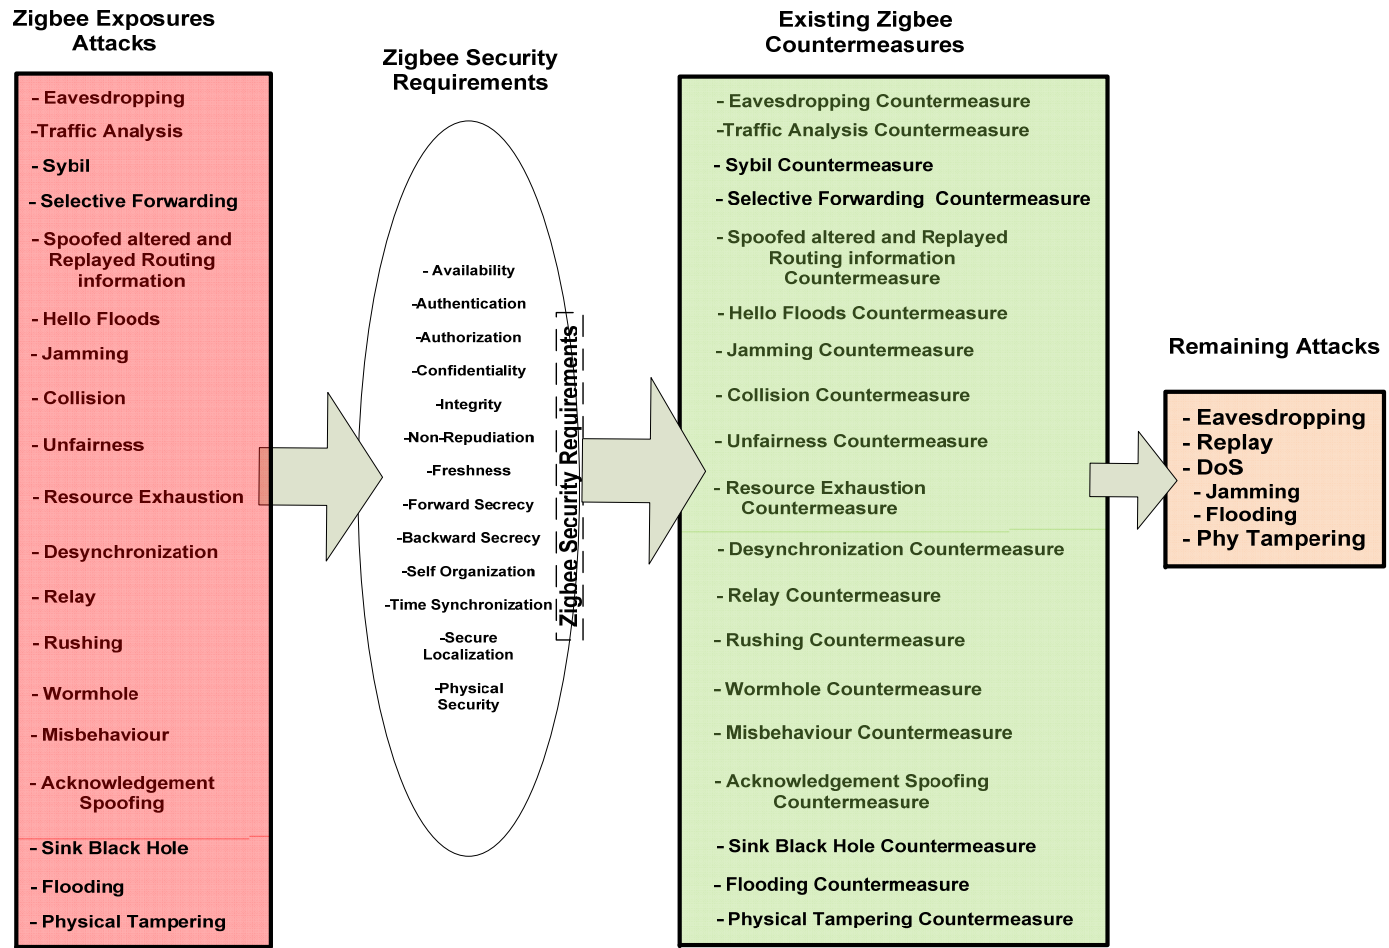 Zigbee Exposures
Attacks
- Eavesdropping
-Traffic Analysis
- Sybil
- Selective Forwarding
- Spoofed altered and
Replayed Routing
information
- Hello Floods
- Jamming
- Collision
- Unfairness
- Resource Exhaustion
- Desynchronization
- Relay
- Rushing
- Wormhole
- Misbehaviour
- Acknowledgement
Spoofing
- Sink Black Hole
- Flooding
- Physical Tampering
Zigbee Security
Requirements
- Availability
-Authentication
-Authorization
-Confidentiality
-Integrity
-Non-Repudiation
-Freshness
-Forward Secrecy
-Backward Secrecy
-Self Organization
-Time Synchronization
-Secure
Localization
-Physical
Security
Zigbee Security Requirements
Existing Zigbee
Countermeasures
- Eavesdropping Countermeasure
-Traffic Analysis Countermeasure
- Sybil Countermeasure
- Selective Forwarding Countermeasure
- Spoofed altered and Replayed
Routing information
Countermeasure
- Hello Floods Countermeasure
- Jamming Countermeasure
- Collision Countermeasure
- Unfairness Countermeasure
- Resource Exhaustion
Countermeasure
- Desynchronization Countermeasure
- Relay Countermeasure
- Rushing Countermeasure
- Wormhole Countermeasure
- Misbehaviour Countermeasure
- Acknowledgement Spoofing
Countermeasure
- Sink Black Hole Countermeasure
- Flooding Countermeasure
- Physical Tampering Countermeasure
Remaining Attacks
- Eavesdropping
- Replay
- DoS
- Jamming
- Flooding
- Phy Tampering